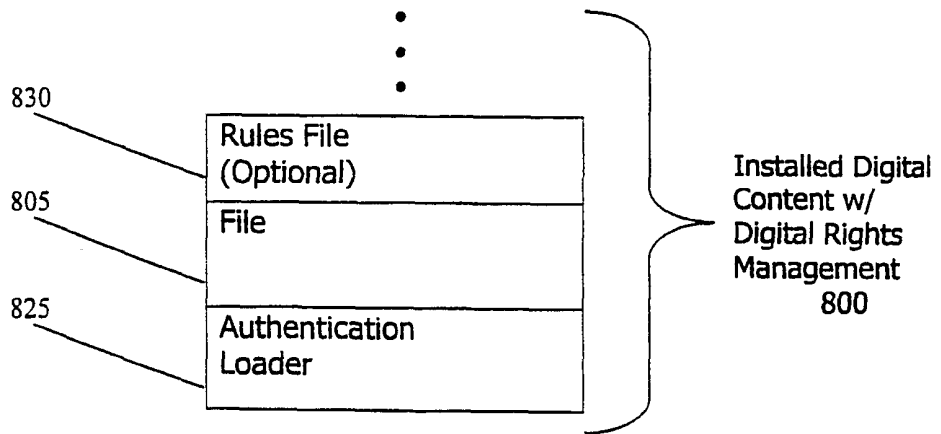 830
Rules File
(Optional)
805
File
825
Authentication
Loader
Installed Digital
Content w/
Digital Rights
Management
800